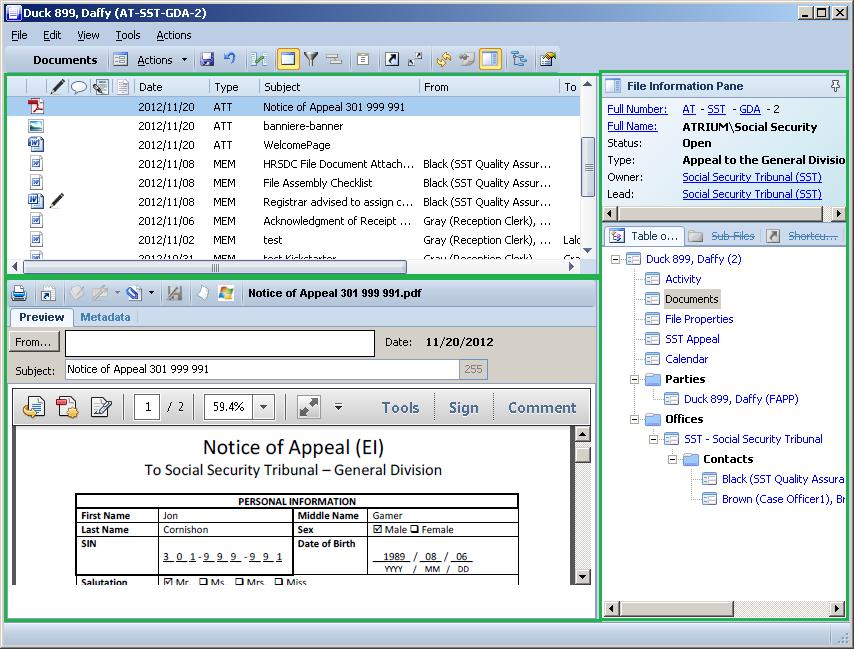 Duck 899, Daffy (AT-SST-GDA-2)
File Edit View Tools Actions
Documents Actions
Date Type Subject From To
2012/11/20 ATT Notice of Appeal 301 999 991
2012/11/20 ATT banniere-banner
2012/11/20 ATT WelcomePage
2012/11/08 MEM HRSDC File Document Attach... Black (SST Quality Assur...
2012/11/08 MEM File Assembly Checklist Black (SST Quality Assur...
2012/11/08 MEM Registrar advised to assign c... Black (SST Quality Assur...
2012/11/06 MEM Acknowledgment of Receipt ... Gray (Reception Clerk), ...
2012/11/02 MEM test Gray (Reception Clerk), ... Lalo
2012/10/31 MEM test Kickstarter Gray (Reception Clerk), ...
Notice of Appeal 301 999 991.pdf
Preview Metadata
From... Date: 11/20/2012
Subject: Notice of Appeal 301 999 991 255
1 / 2 59.4% Tools Sign Comment
Notice of Appeal (EI)
To Social Security Tribunal – General Division
PERSONAL INFORMATION
First Name Jon Middle Name Gamer
Last Name Cornishon Sex ☑ Male ☐ Female
SIN 3 0 1 - 9 9 9 - 9 9 1 Date of Birth 1989 / 08 / 06
YYYY / MM / DD
Salutation ☑ Mr. ☐ Ms. ☐ Mrs. ☐ Miss
File Information Pane
Full Number: AT - SST - GDA - 2
Full Name: ATRIUM\Social Security
Status: Open
Type: Appeal to the General Divisio
Owner: Social Security Tribunal (SST)
Lead: Social Security Tribunal (SST)
Table o... Sub Files Shortcu...
Duck 899, Daffy (2)
Activity
Documents
File Properties
SST Appeal
Calendar
Parties
Duck 899, Daffy (FAPP)
Offices
SST - Social Security Tribunal
Contacts
Black (SST Quality Assura
Brown (Case Officer1), Br